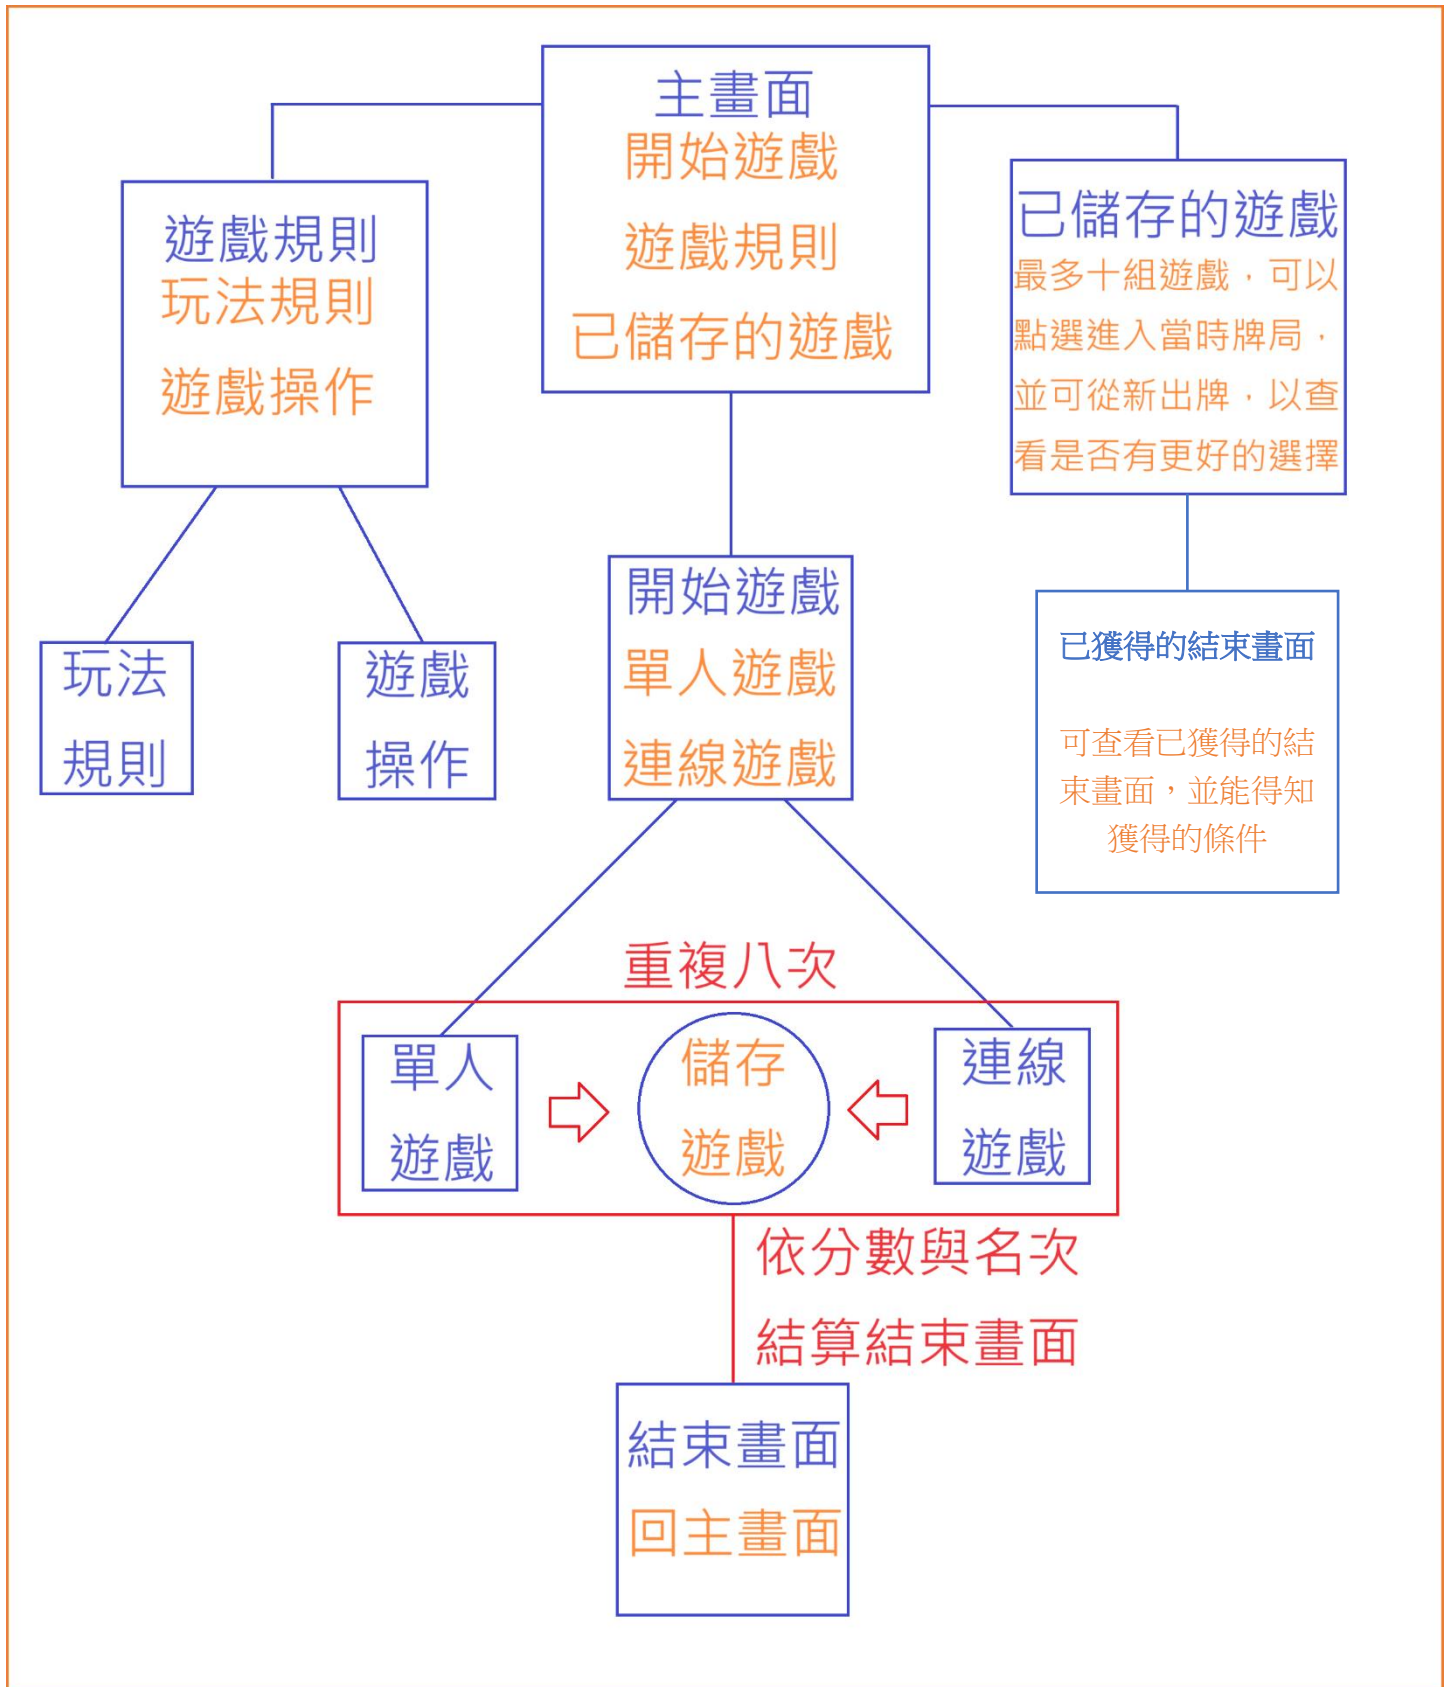 主畫面
開始遊戲
遊戲規則
已儲存的遊戲
遊戲規則
玩法規則
遊戲操作
已儲存的遊戲
最多十組遊戲，可以
點選進入當時牌局，
並可從新出牌，以查
看是否有更好的選擇
玩法
規則
遊戲
操作
開始遊戲
單人遊戲
連線遊戲
已獲得的結束畫面
可查看已獲得的結
束畫面，並能得知
獲得的條件
重複八次
單人
遊戲
儲存
遊戲
連線
遊戲
依分數與名次
結算結束畫面
結束畫面
回主畫面